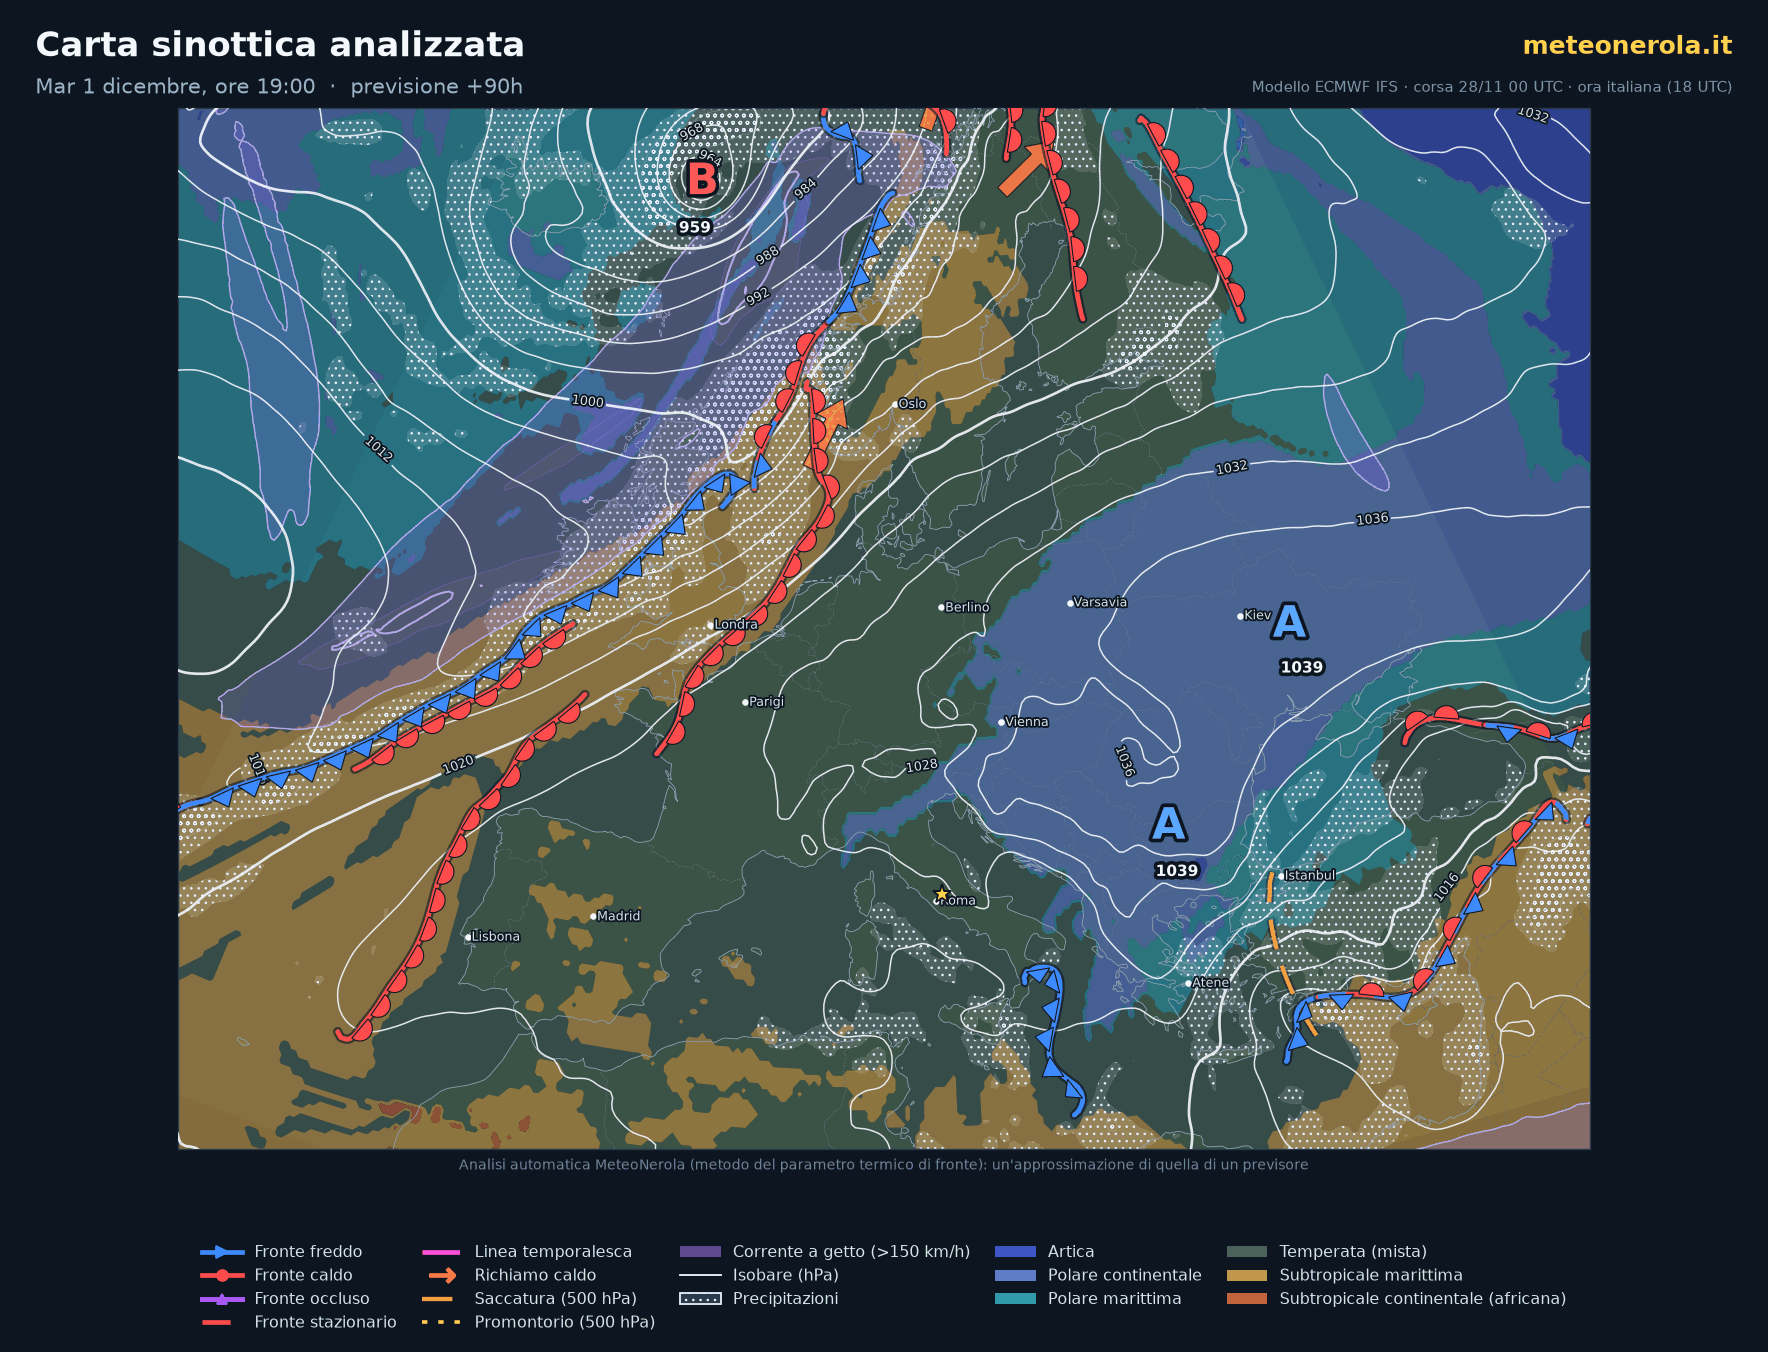 Carta sinottica analizzata
meteonerola.it
Mar 1 dicembre, ore 19:00 · previsione +90h
Modello ECMWF IFS · corsa 28/11 00 UTC · ora italiana (18 UTC)
1032
968
964
B
959
984
988
992
1000
Oslo
1012
1032
1036
Berlino
Varsavia
Kiev
A
1039
Londra
Parigi
Vienna
1036
101
1020
1028
A
1039
Istanbul
1016
Roma
Madrid
Lisbona
Atene
Analisi automatica MeteoNerola (metodo del parametro termico di fronte): un'approssimazione di quella di un previsore
Fronte freddo
Linea temporalesca
Corrente a getto (>150 km/h)
Artica
Temperata (mista)
Fronte caldo
Richiamo caldo
Isobare (hPa)
Polare continentale
Subtropicale marittima
Fronte occluso
Saccatura (500 hPa)
Precipitazioni
Polare marittima
Subtropicale continentale (africana)
Fronte stazionario
Promontorio (500 hPa)